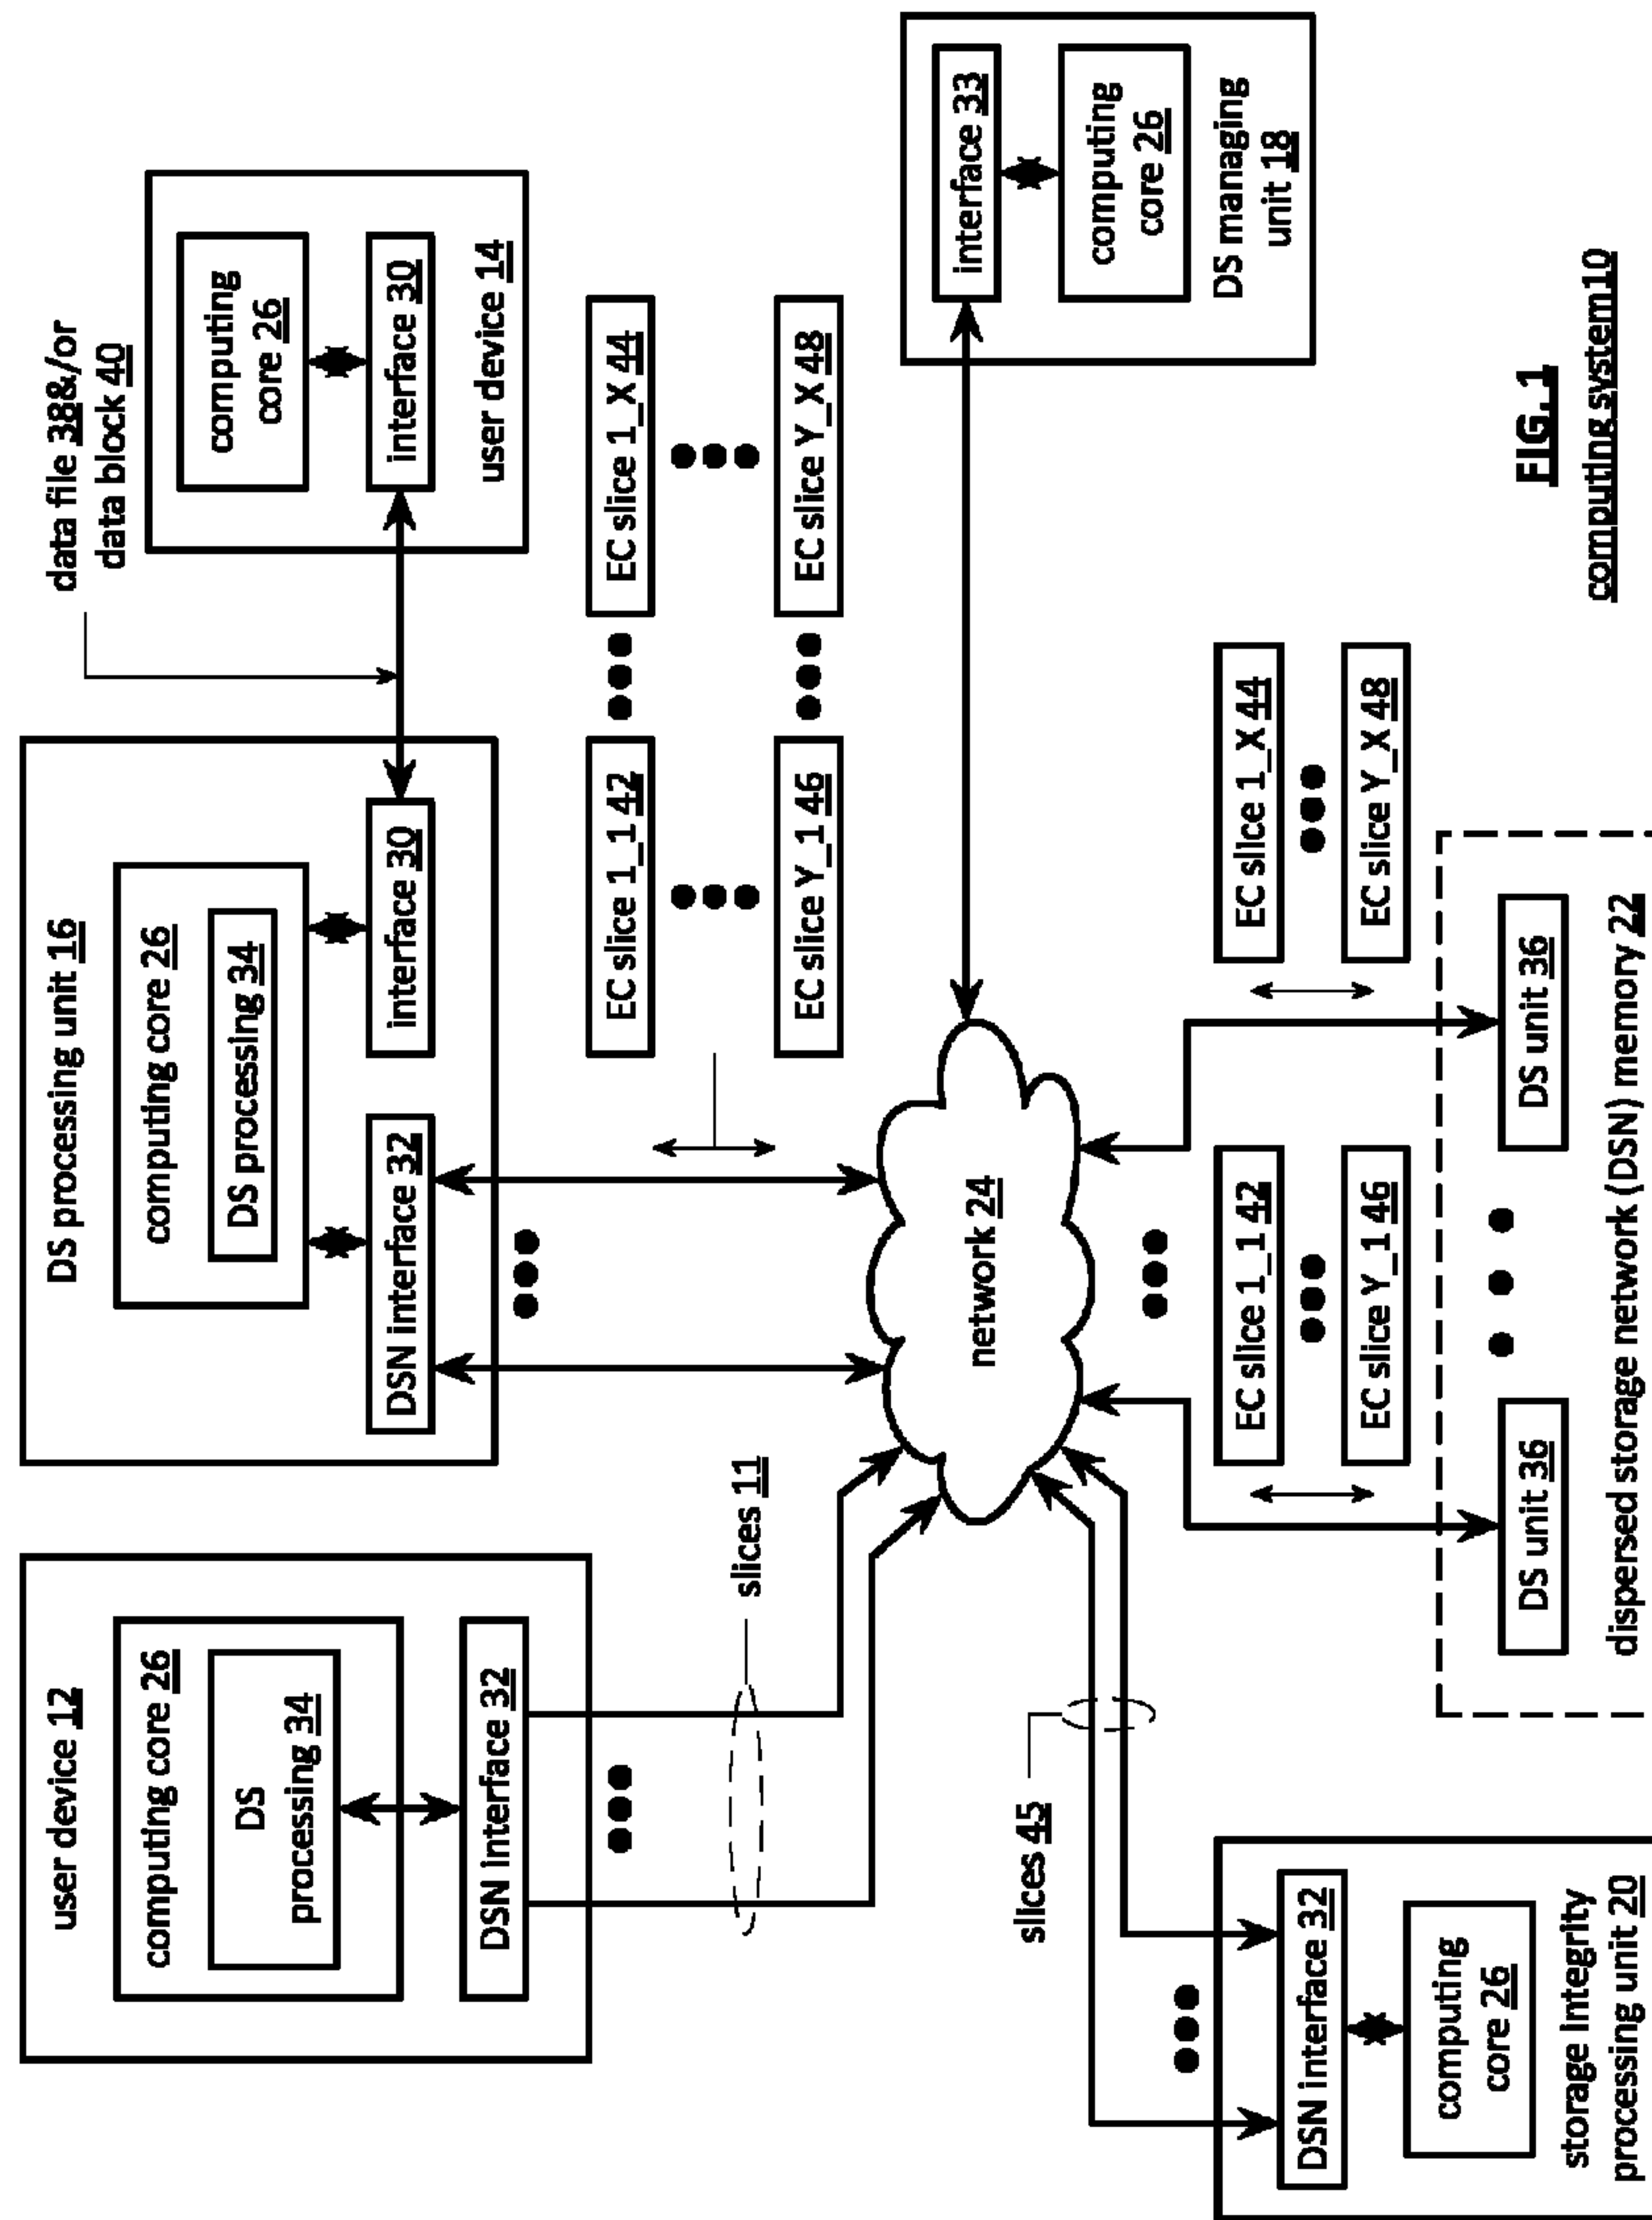 user device 12
computing core 26
DS
processing 34
DSN interface 32
slices 11
DS processing unit 16
computing core 26
DS processing 34
DSN interface 32
interface 30
data file 38&/or
data block 40
computing
core 26
interface 30
user device 14
EC slice 1_1 42
EC slice 1_X 44
EC slice Y_1 46
EC slice Y_X 48
network 24
interface 33
computing
core 26
DS managing
unit 18
slices 45
DSN interface 32
computing
core 26
storage integrity
processing unit 20
EC slice 1_1 42
EC slice Y_1 46
EC slice 1_X 44
EC slice Y_X 48
DS unit 36
DS unit 36
dispersed storage network (DSN) memory 22
FIG. 1
computing system10